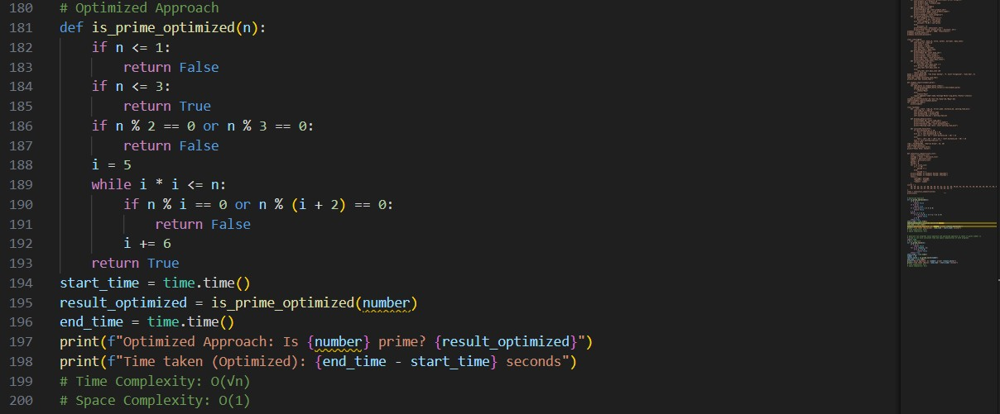 180 # Optimized Approach
181 def is_prime_optimized(n):
182     if n <= 1:
183         return False
184     if n <= 3:
185         return True
186     if n % 2 == 0 or n % 3 == 0:
187         return False
188     i = 5
189     while i * i <= n:
190         if n % i == 0 or n % (i + 2) == 0:
191             return False
192         i += 6
193     return True
194 start_time = time.time()
195 result_optimized = is_prime_optimized(number)
196 end_time = time.time()
197 print(f"Optimized Approach: Is {number} prime? {result_optimized}")
198 print(f"Time taken (Optimized): {end_time - start_time} seconds")
199 # Time Complexity: O(√n)
200 # Space Complexity: O(1)